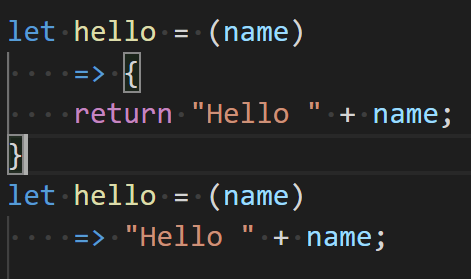 let hello = (name)
    => {
    return "Hello " + name;
}
let hello = (name)
    => "Hello " + name;